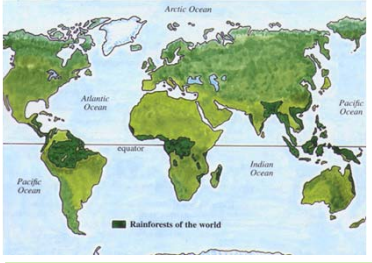 Arctic Ocean
Atlantic
Ocean
Pacific
Ocean
equator
Indian
Ocean
Pacific
Ocean
Rainforests of the world